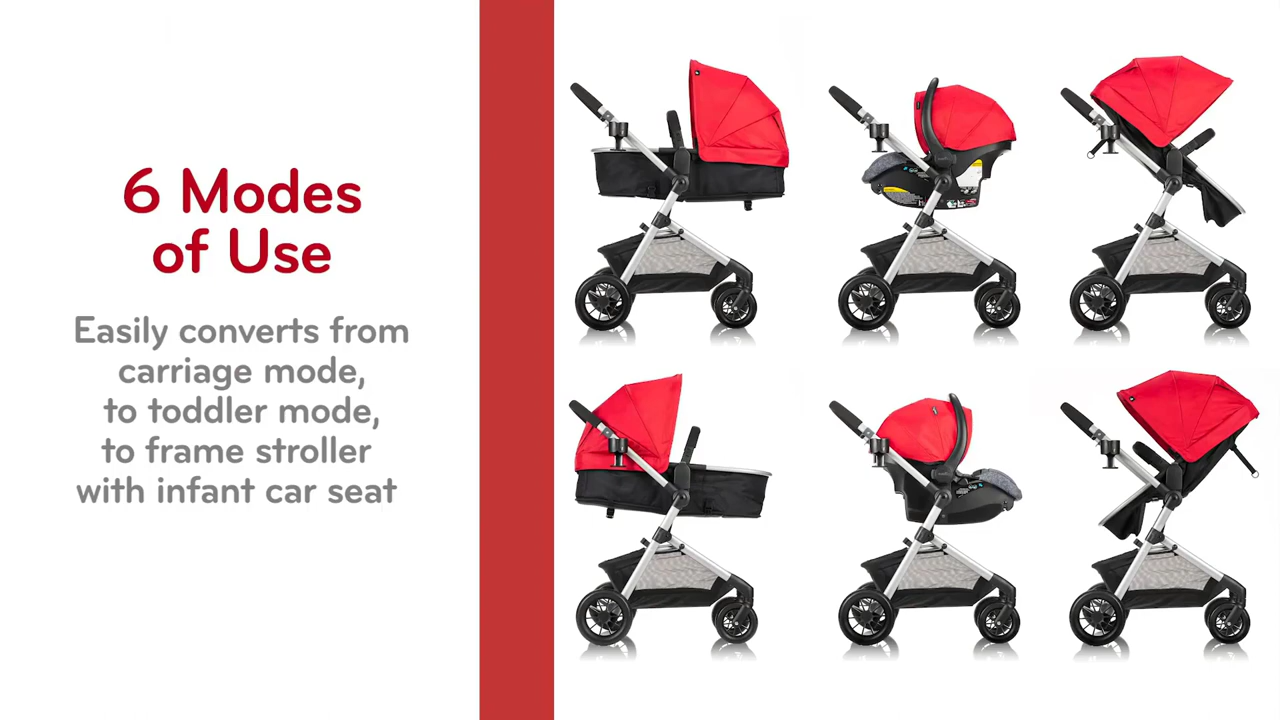 6 Modes
of Use
Easily converts from
carriage mode,
to toddler mode,
to frame stroller
with infant car seat